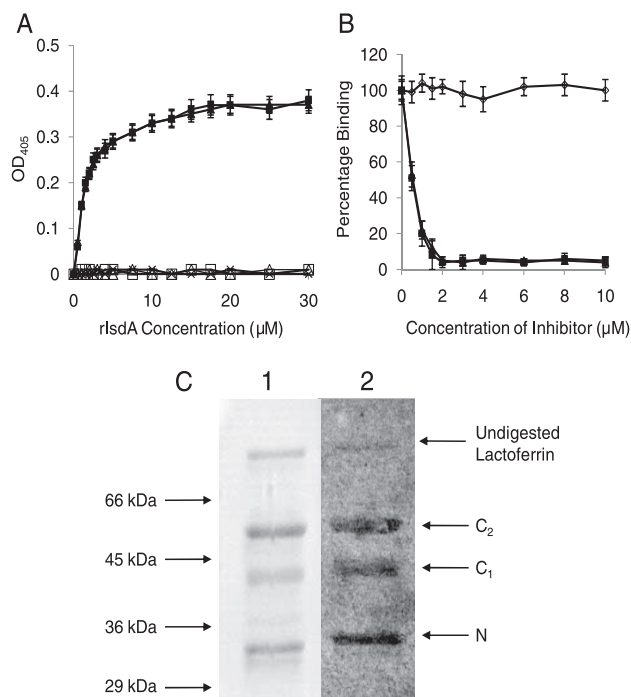 A
0.5
0.4
0.3
0.2
0.1
0
OD405
0 10 20 30
rIsdA Concentration (µM)
B
120
100
80
60
40
20
0
Percentage Binding
0 2 4 6 8 10
Concentration of Inhibitor (µM)
C 1 2
Undigested
Lactoferrin
66 kDa
C2
45 kDa
C1
36 kDa
N
29 kDa